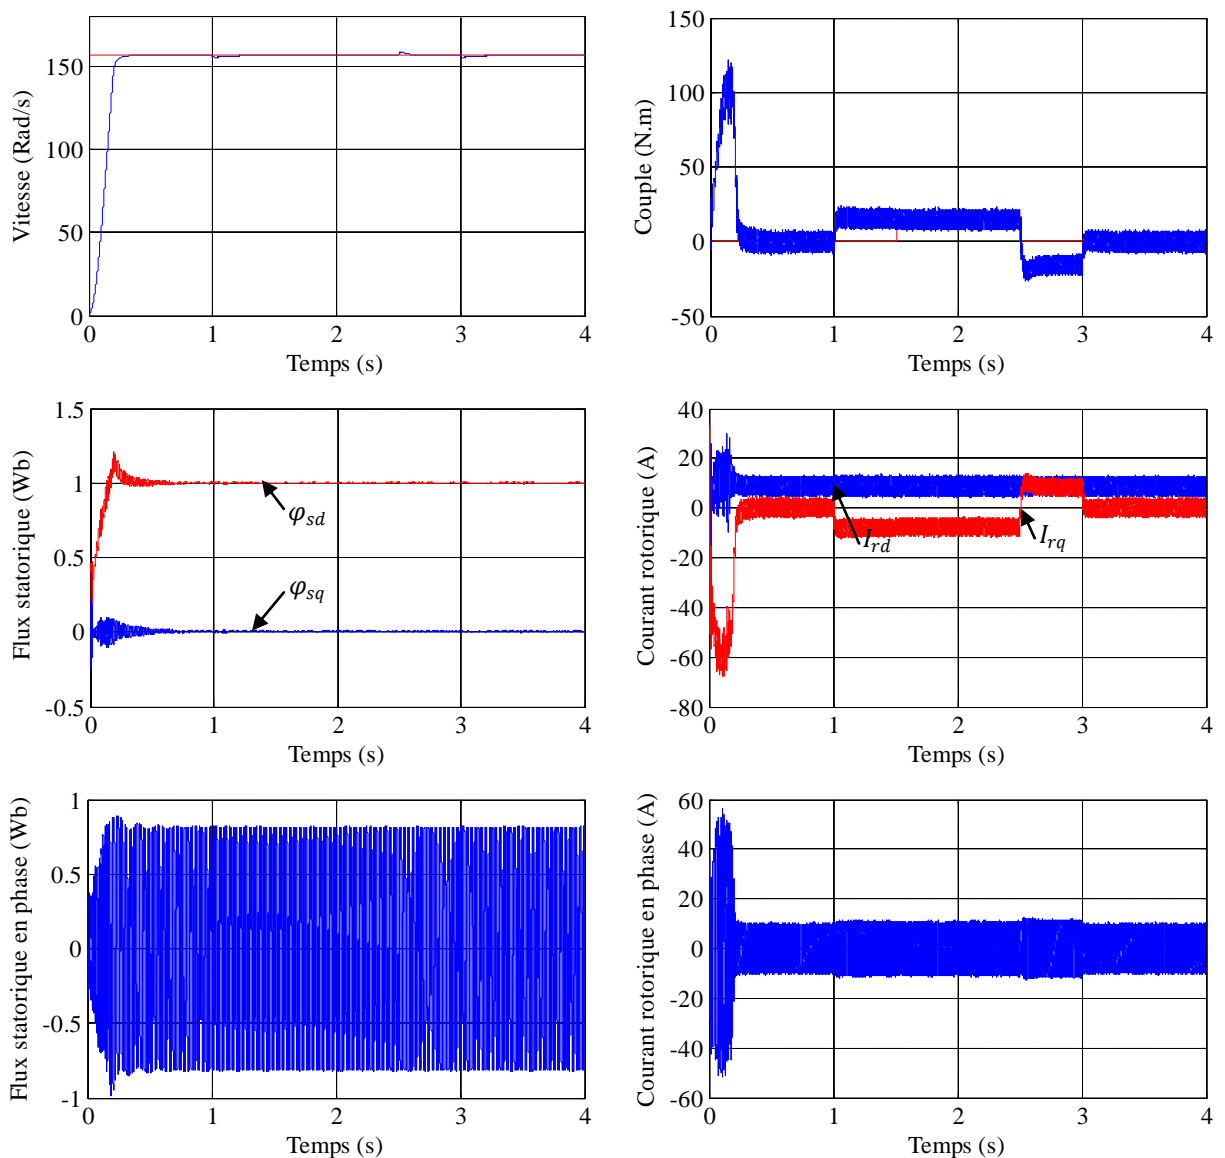 Vitesse (Rad/s)
150
100
50
0
0 1 2 3 4
Temps (s)
Couple (N.m)
150
100
50
0
-50
0 1 2 3 4
Temps (s)
Flux statorique (Wb)
1.5
1
0.5
0
-0.5
φsd
φsq
0 1 2 3 4
Temps (s)
Courant rotorique (A)
40
20
0
-20
-40
-60
-80
Ird
Irq
0 1 2 3 4
Temps (s)
Flux statorique en phase (Wb)
1
0.5
0
-0.5
-1
0 1 2 3 4
Temps (s)
Courant rotorique en phase (A)
60
40
20
0
-20
-40
-60
0 1 2 3 4
Temps (s)